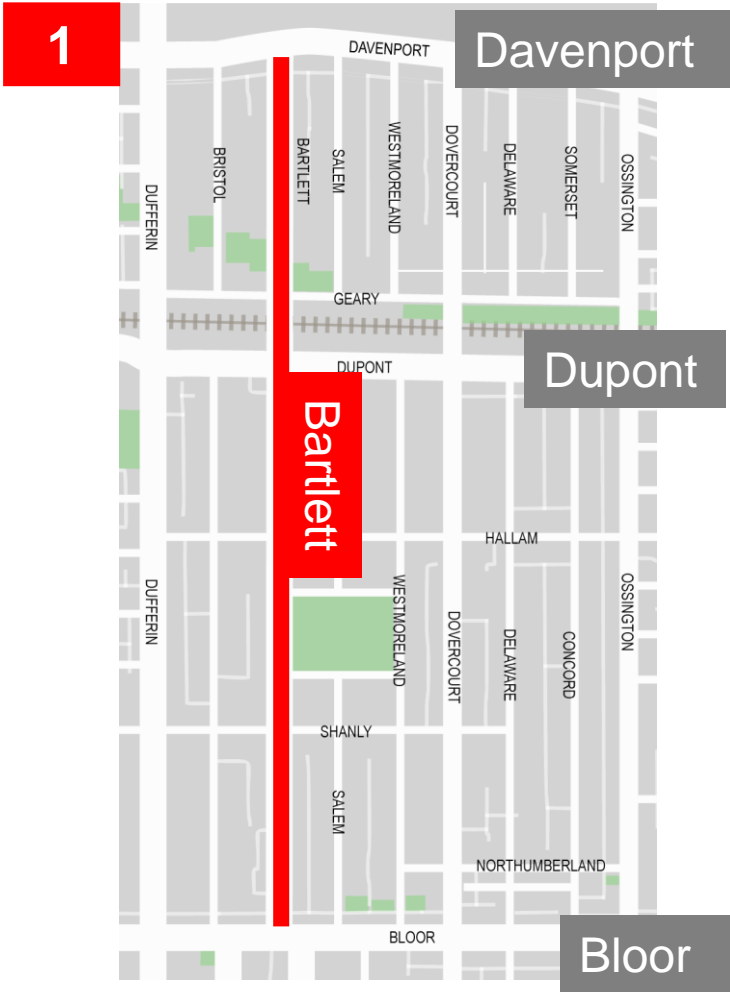 1
DAVENPORT
Davenport
BRISTOL
BARTLETT
SALEM
WESTMORELAND
DOVERCOURT
DELAWARE
SOMERSET
OSSINGTON
DUFFERIN
GEARY
DUPONT
Dupont
Bartlett
HALLAM
DUFFERIN
WESTMORELAND
DOVERCOURT
DELAWARE
CONCORD
OSSINGTON
SHANLY
SALEM
NORTHUMBERLAND
BLOOR
Bloor